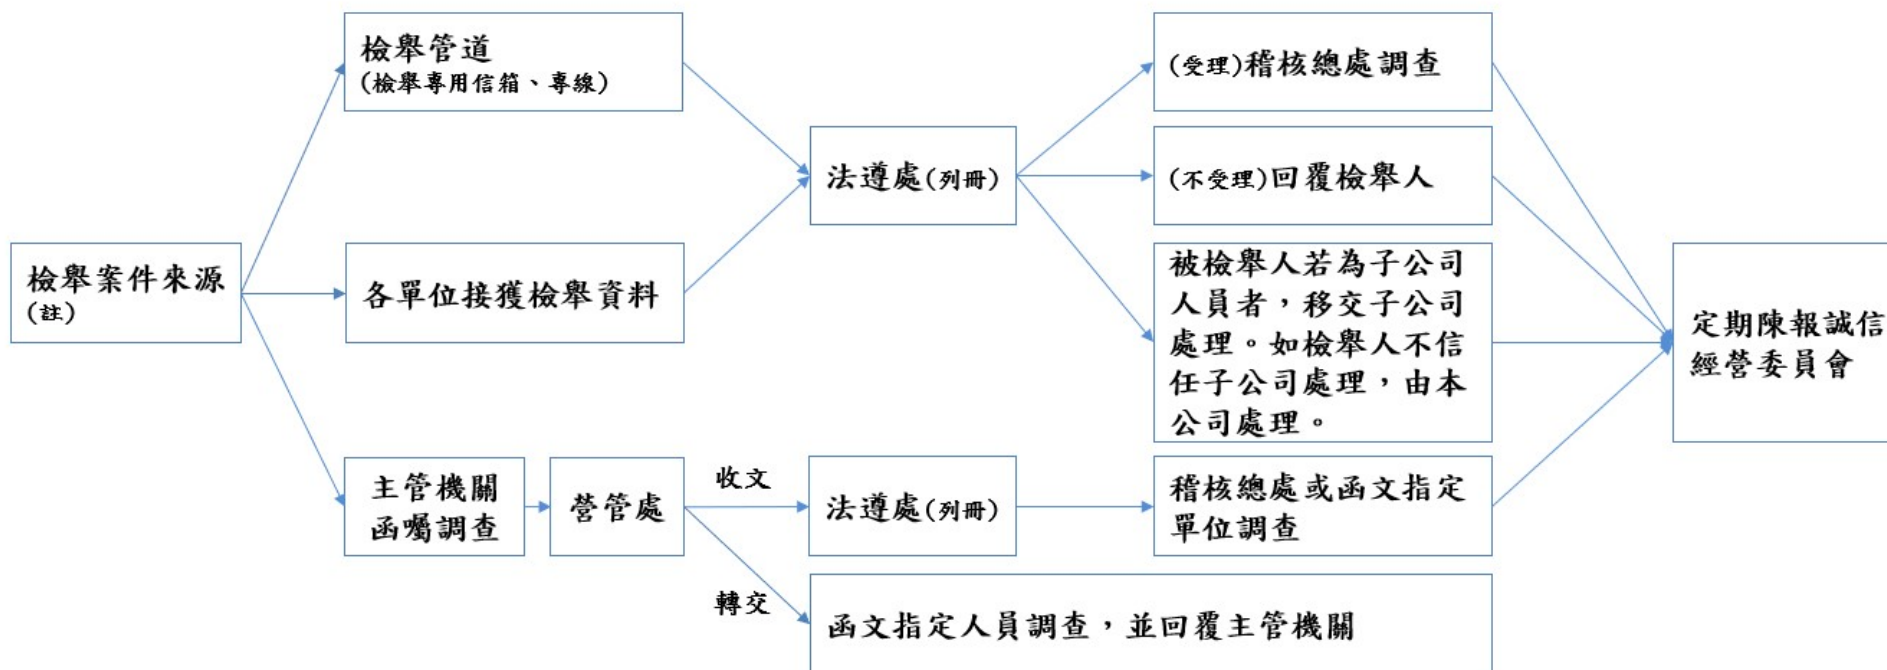 檢舉案件來源
(註)
檢舉管道
(檢舉專用信箱、專線)
各單位接獲檢舉資料
主管機關
函囑調查
營管處
收文
轉交
法遵處(列冊)
法遵處(列冊)
函文指定人員調查，並回覆主管機關
(受理)稽核總處調查
(不受理)回覆檢舉人
被檢舉人若為子公司
人員者，移交子公司
處理。如檢舉人不信
任子公司處理，由本
公司處理。
稽核總處或函文指定
單位調查
定期陳報誠信
經營委員會